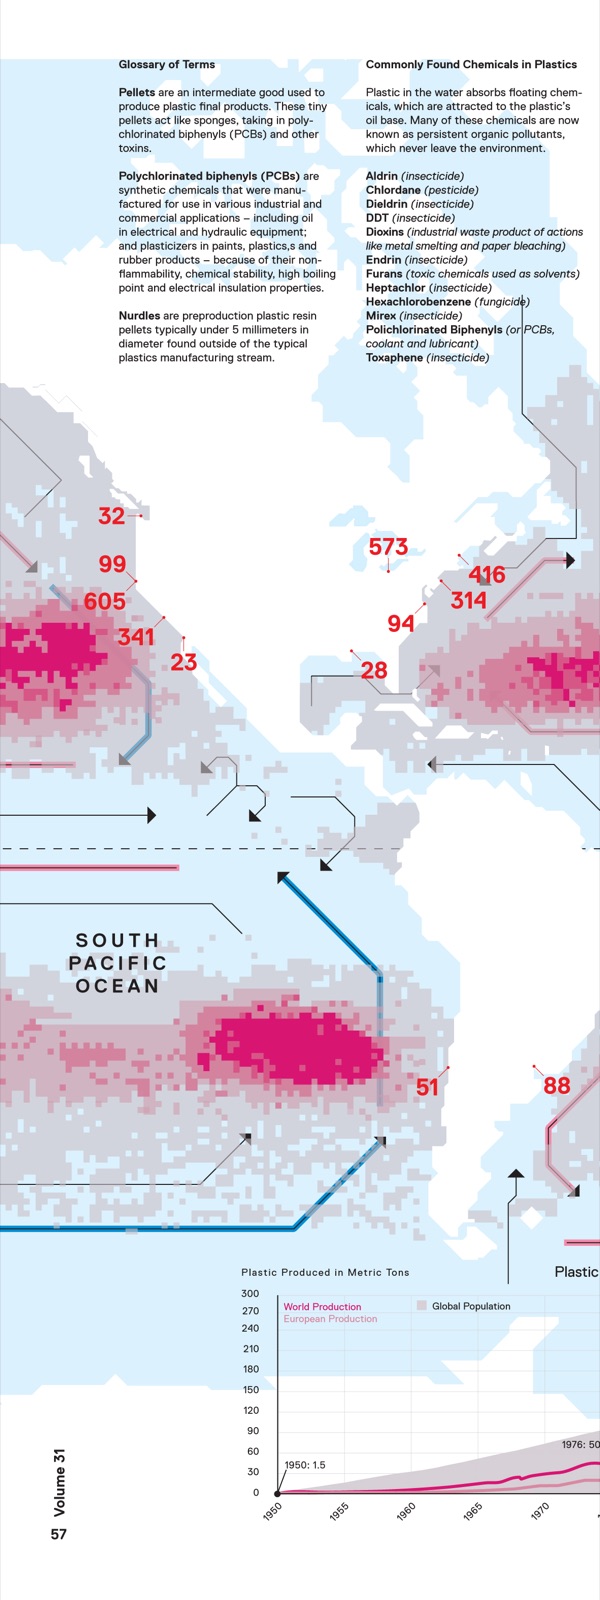 Glossary of Terms
Pellets are an intermediate good used to
produce plastic final products. These tiny
pellets act like sponges, taking in poly-
chlorinated biphenyls (PCBs) and other
toxins.
Polychlorinated biphenyls (PCBs) are
synthetic chemicals that were manu-
factured for use in various industrial and
commercial applications – including oil
in electrical and hydraulic equipment;
and plasticizers in paints, plastics,s and
rubber products – because of their non-
flammability, chemical stability, high boiling
point and electrical insulation properties.
Nurdles are preproduction plastic resin
pellets typically under 5 millimeters in
diameter found outside of the typical
plastics manufacturing stream.
Commonly Found Chemicals in Plastics
Plastic in the water absorbs floating chem-
icals, which are attracted to the plastic's
oil base. Many of these chemicals are now
known as persistent organic pollutants,
which never leave the environment.
Aldrin (insecticide)
Chlordane (pesticide)
Dieldrin (insecticide)
DDT (insecticide)
Dioxins (industrial waste product of actions
like metal smelting and paper bleaching)
Endrin (insecticide)
Furans (toxic chemicals used as solvents)
Heptachlor (insecticide)
Hexachlorobenzene (fungicide)
Mirex (insecticide)
Polichlorinated Biphenyls (or PCBs,
coolant and lubricant)
Toxaphene (insecticide)
32
573
99
416
605
314
94
341
23
28
SOUTH
PACIFIC
OCEAN
51
88
Plastic Produced in Metric Tons
Plastic
300
270
240
210
180
150
120
90
60
30
0
World Production
European Production
Global Population
1976: 50
1950: 1.5
1950
1955
1960
1965
1970
Volume 31
57